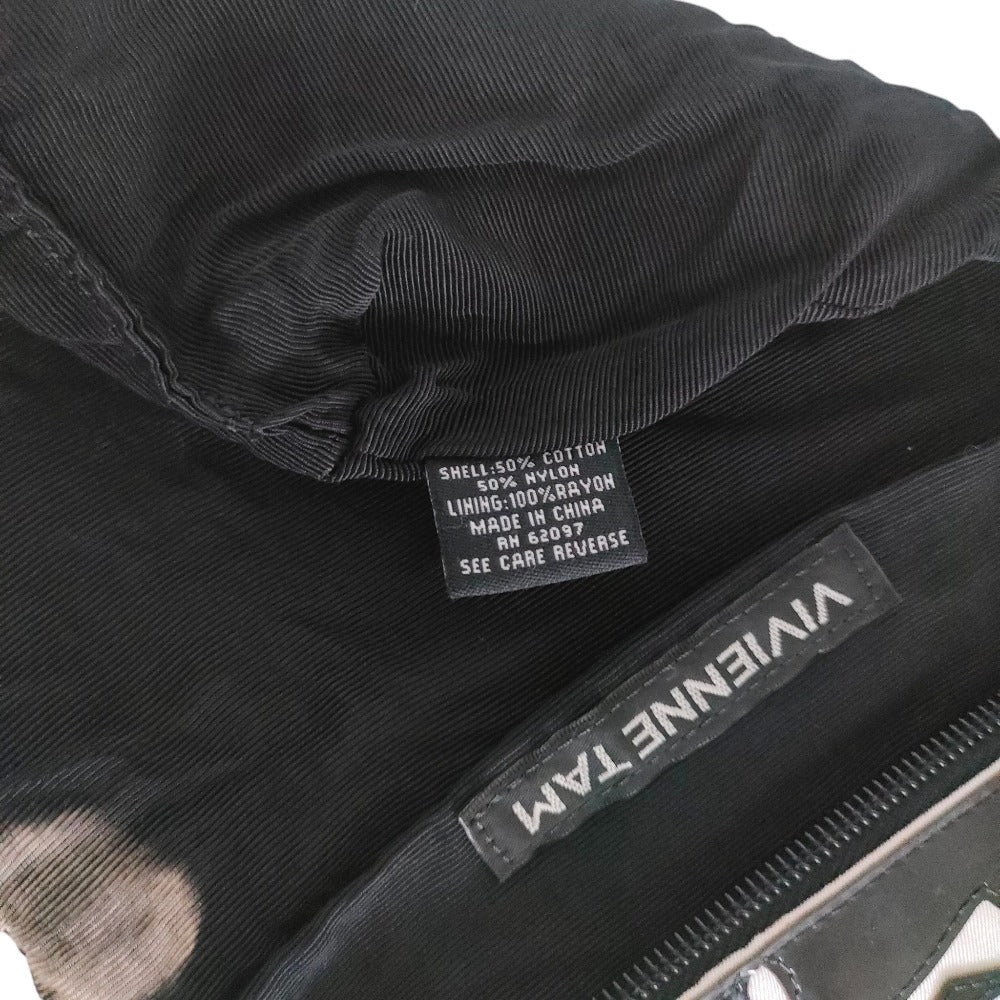 SHELL:50% COTTON
50% NYLON
LINING:100%RAYON
MADE IN CHINA
RN 62097
SEE CARE REVERSE
VIVIENNE TAM